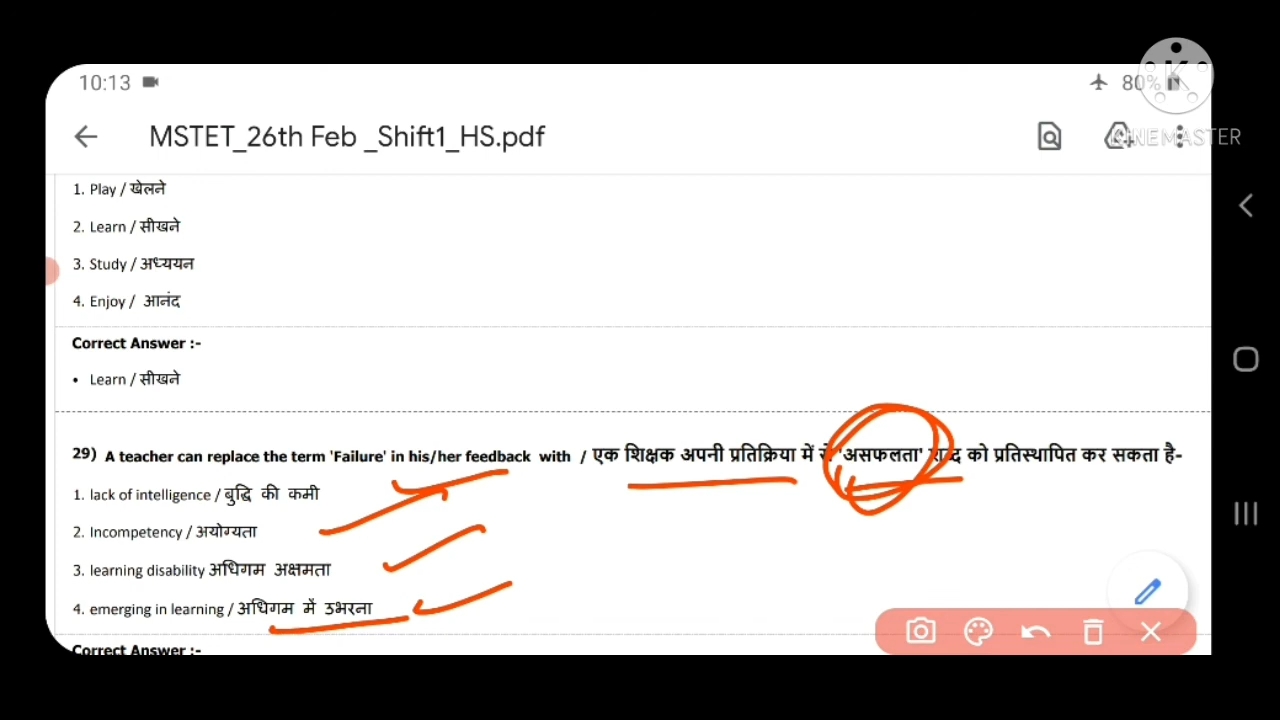 10:13
80%
KINEMASTER
MSTET_26th Feb _Shift1_HS.pdf
1. Play / खेलने
2. Learn / सीखने
3. Study / अध्ययन
4. Enjoy / आनंद
Correct Answer :-
• Learn / सीखने
29) A teacher can replace the term 'Failure' in his/her feedback with / एक शिक्षक अपनी प्रतिक्रिया में से 'असफलता' शब्द को प्रतिस्थापित कर सकता है-
1. lack of intelligence / बुद्धि की कमी
2. Incompetency / अयोग्यता
3. learning disability अधिगम अक्षमता
4. emerging in learning / अधिगम में उभरना
Correct Answer :-